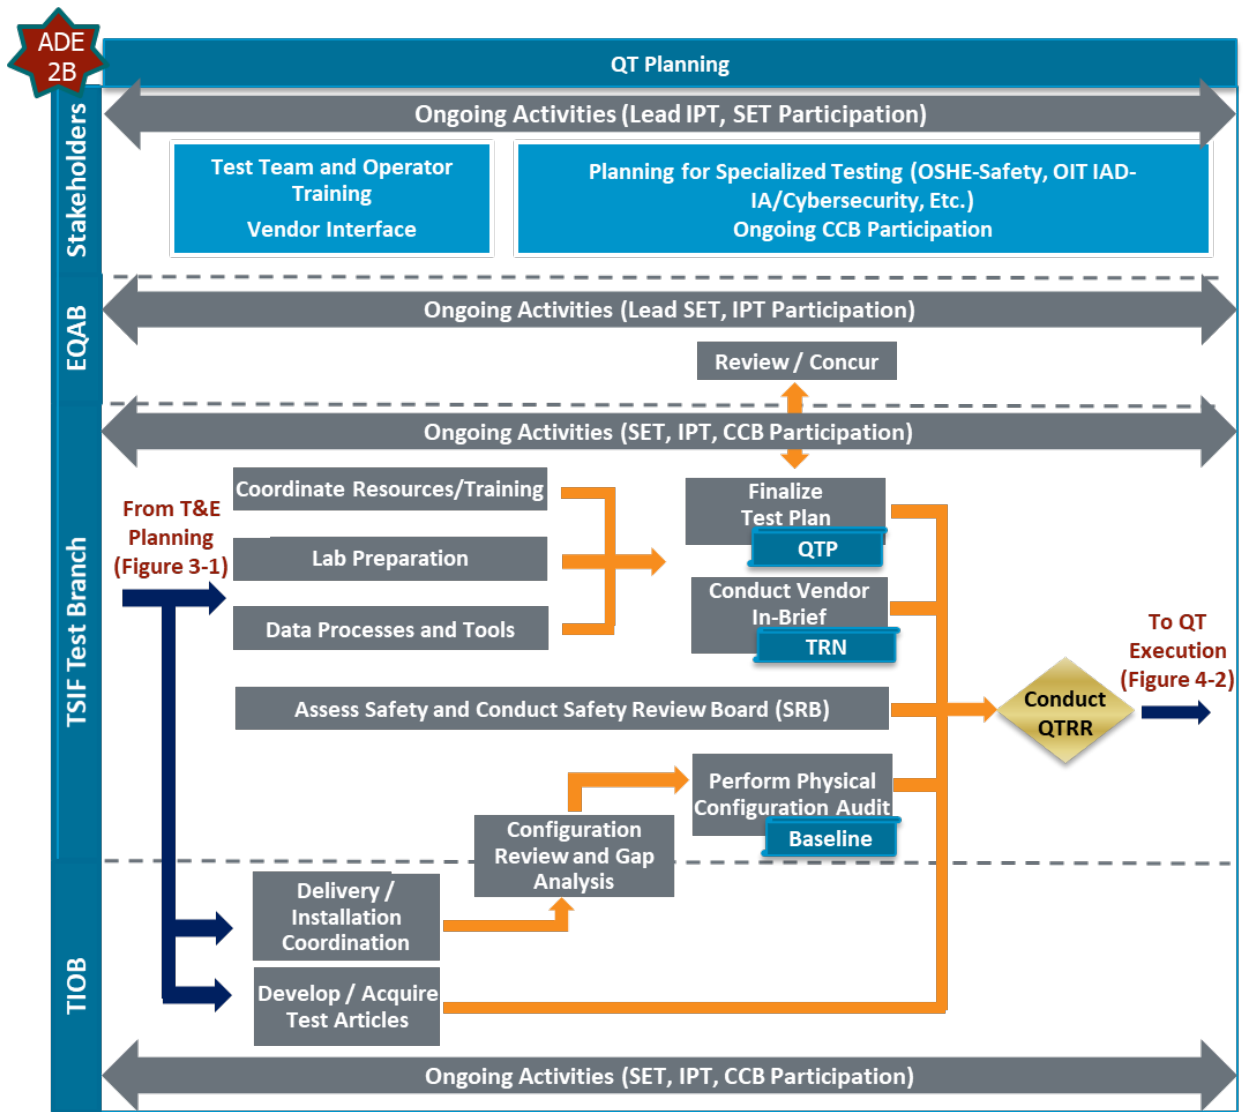 ADE
2B
QT Planning
Stakeholders
Ongoing Activities (Lead IPT, SET Participation)
Test Team and Operator
Training
Vendor Interface
Planning for Specialized Testing (OSHE-Safety, OIT IAD-
IA/Cybersecurity, Etc.)
Ongoing CCB Participation
EQAB
Ongoing Activities (Lead SET, IPT Participation)
Review / Concur
TSIF Test Branch
Ongoing Activities (SET, IPT, CCB Participation)
From T&E
Planning
(Figure 3-1)
Coordinate Resources/Training
Lab Preparation
Data Processes and Tools
Finalize
Test Plan
QTP
Conduct Vendor
In-Brief
TRN
Assess Safety and Conduct Safety Review Board (SRB)
Conduct
QTRR
To QT
Execution
(Figure 4-2)
Perform Physical
Configuration Audit
Baseline
Configuration
Review and Gap
Analysis
TIOB
Delivery /
Installation
Coordination
Develop / Acquire
Test Articles
Ongoing Activities (SET, IPT, CCB Participation)